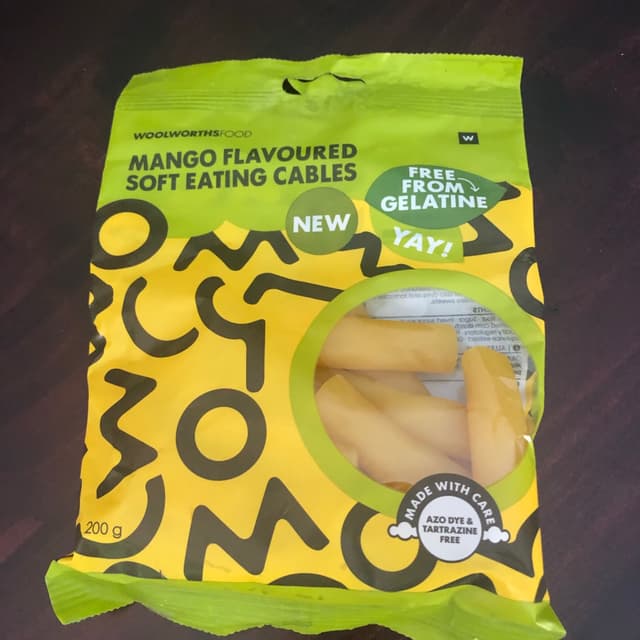 WOOLWORTHSFOOD
W
MANGO FLAVOURED
SOFT EATING CABLES
FREE
FROM
GELATINE
YAY!
NEW
MADE WITH CARE
AZO DYE &
TARTRAZINE
FREE
200 g